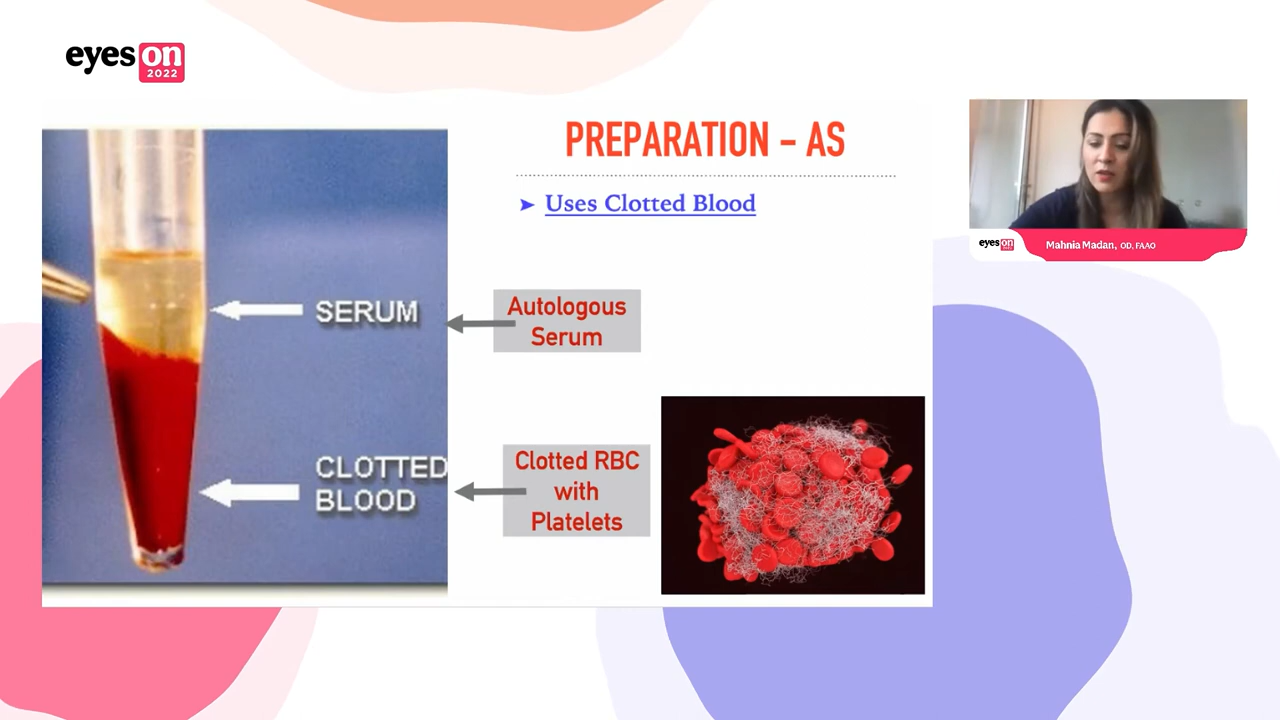 eyes on
2022
PREPARATION – AS
➤ Uses Clotted Blood
SERUM
Autologous
Serum
CLOTTED
BLOOD
Clotted RBC
with
Platelets
eyes on
2022
Mahnia Madan, OD, FAAO